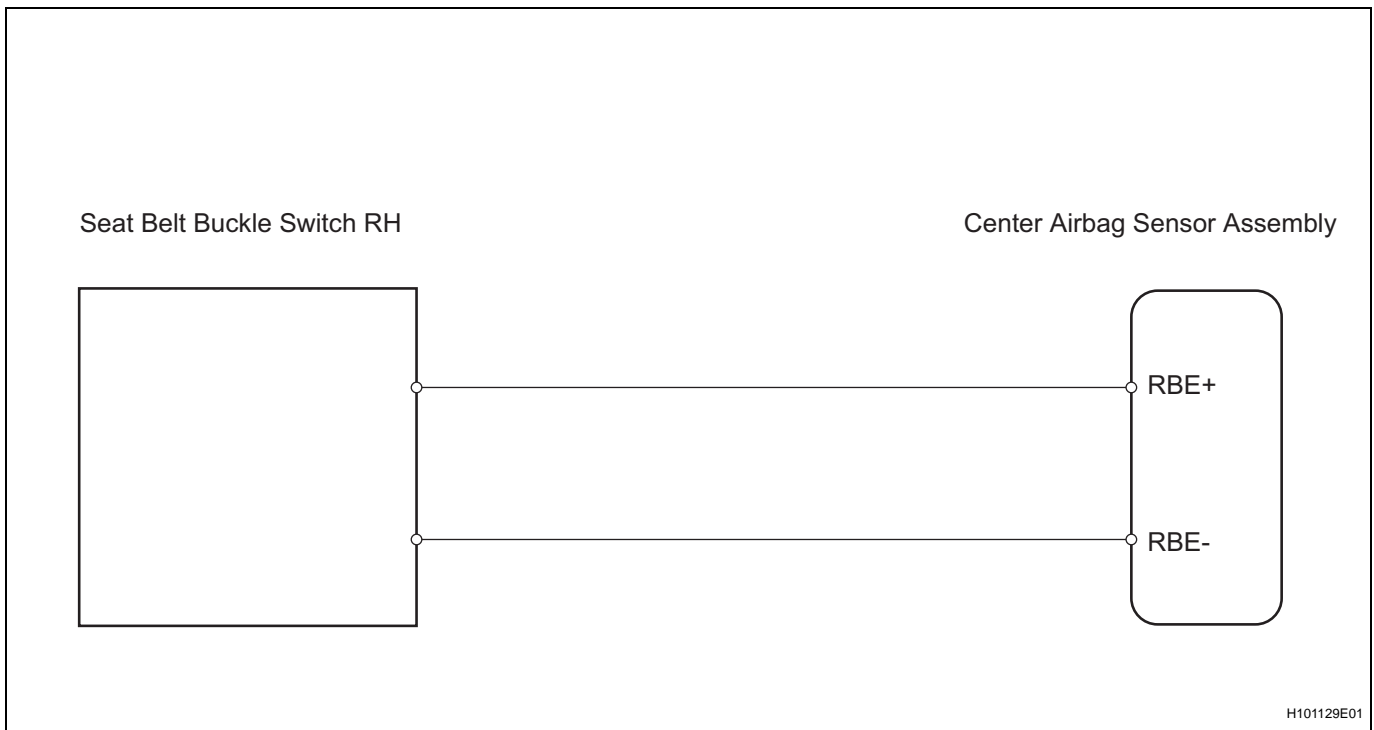 Seat Belt Buckle Switch RH
Center Airbag Sensor Assembly
RBE+
RBE-
H101129E01